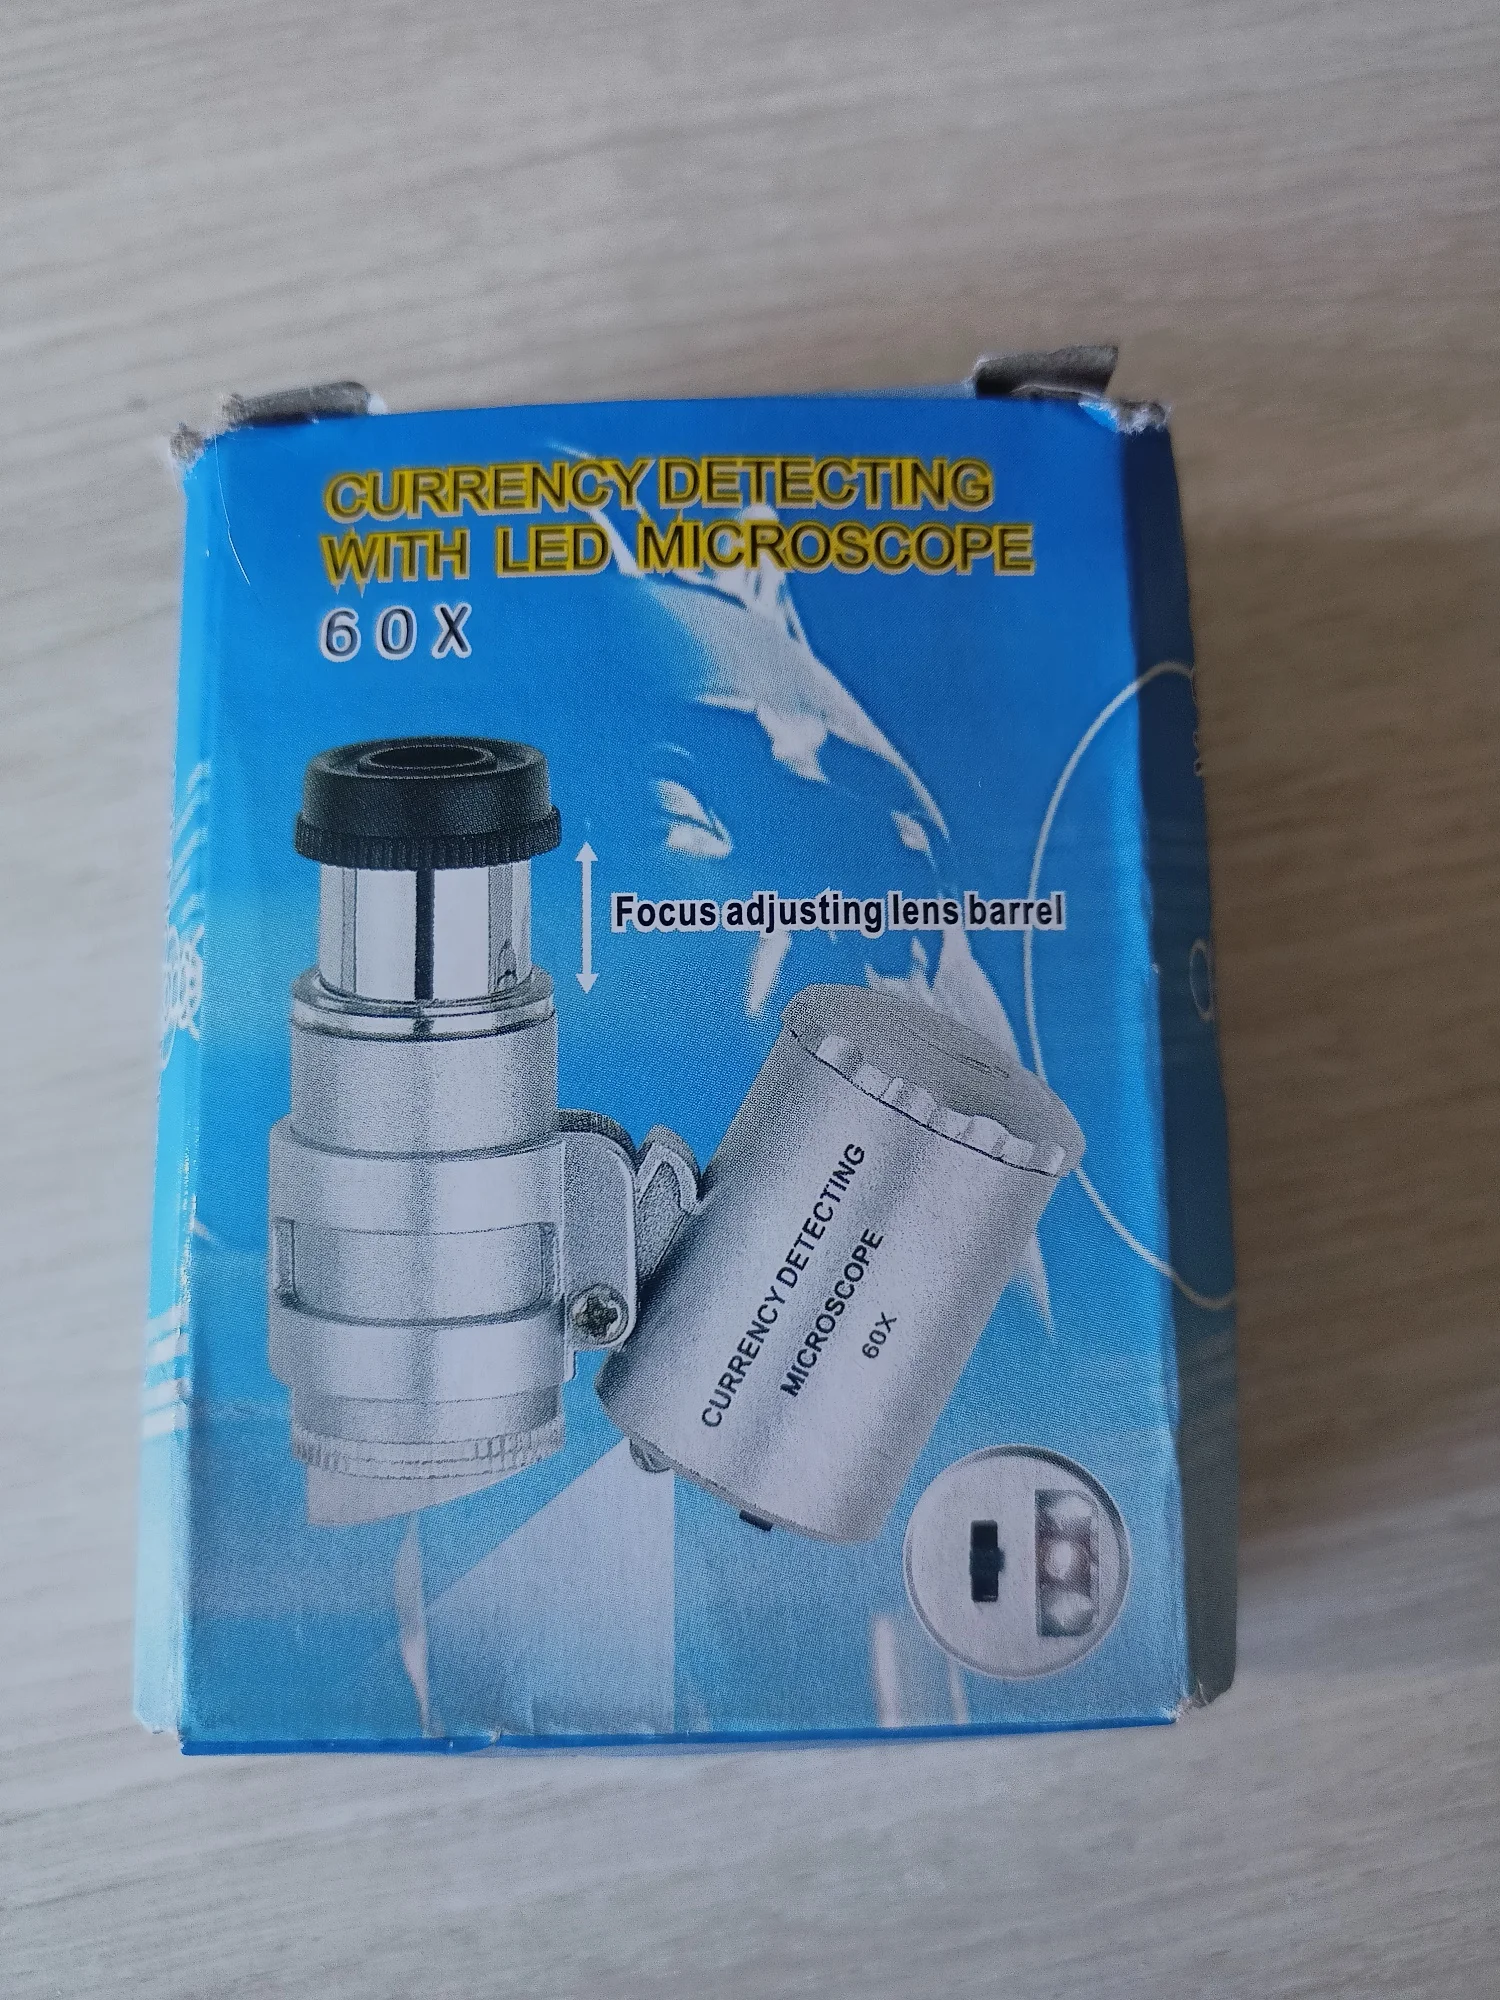 CURRENCY DETECTING
WITH LED MICROSCOPE
60X
Focus adjusting lens barrel
CURRENCY DETECTING
MICROSCOPE
60X